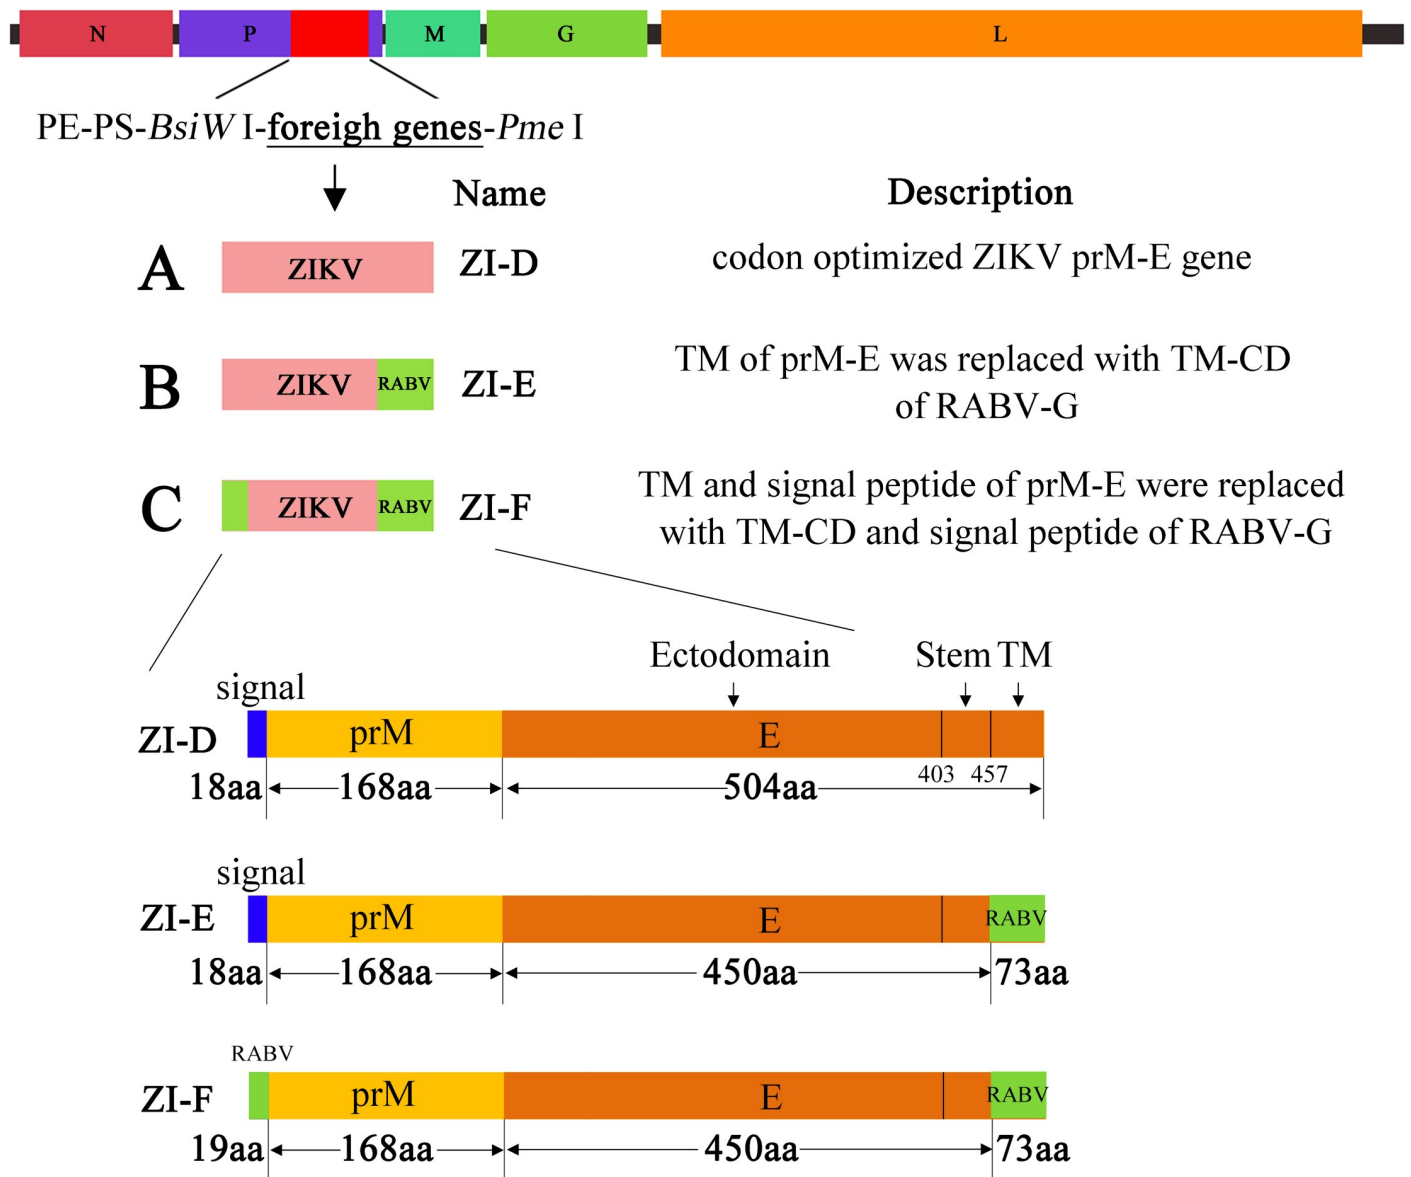 N P M G L
PE-PS-BsiW I-foreigh genes-Pme I
Name Description
A ZIKV ZI-D codon optimized ZIKV prM-E gene
B ZIKV RABV ZI-E TM of prM-E was replaced with TM-CD
of RABV-G
C ZIKV RABV ZI-F TM and signal peptide of prM-E were replaced
with TM-CD and signal peptide of RABV-G
Ectodomain Stem TM
signal
ZI-D prM E
403 457
18aa 168aa 504aa
signal
ZI-E prM E RABV
18aa 168aa 450aa 73aa
RABV
ZI-F prM E RABV
19aa 168aa 450aa 73aa